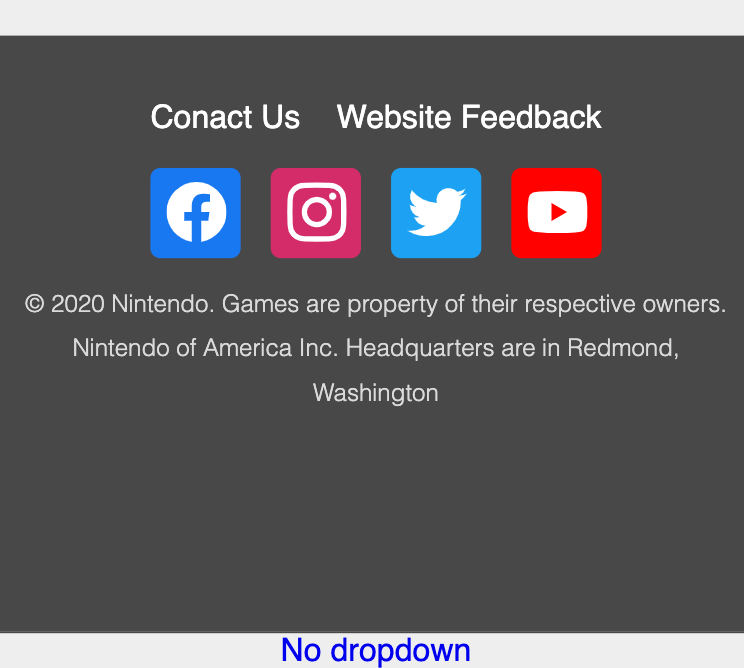 Conact Us Website Feedback
© 2020 Nintendo. Games are property of their respective owners.
Nintendo of America Inc. Headquarters are in Redmond,
Washington
No dropdown